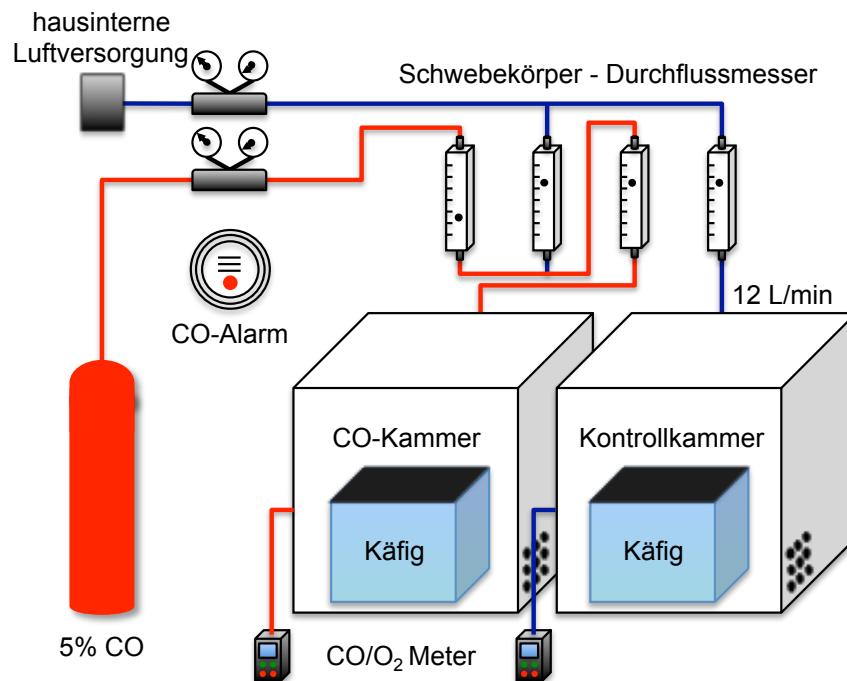 hausinterne
Luftversorgung
Schwebekörper - Durchflussmesser
CO-Alarm
12 L/min
CO-Kammer
Kontrollkammer
Käfig
Käfig
5% CO
CO/O₂ Meter